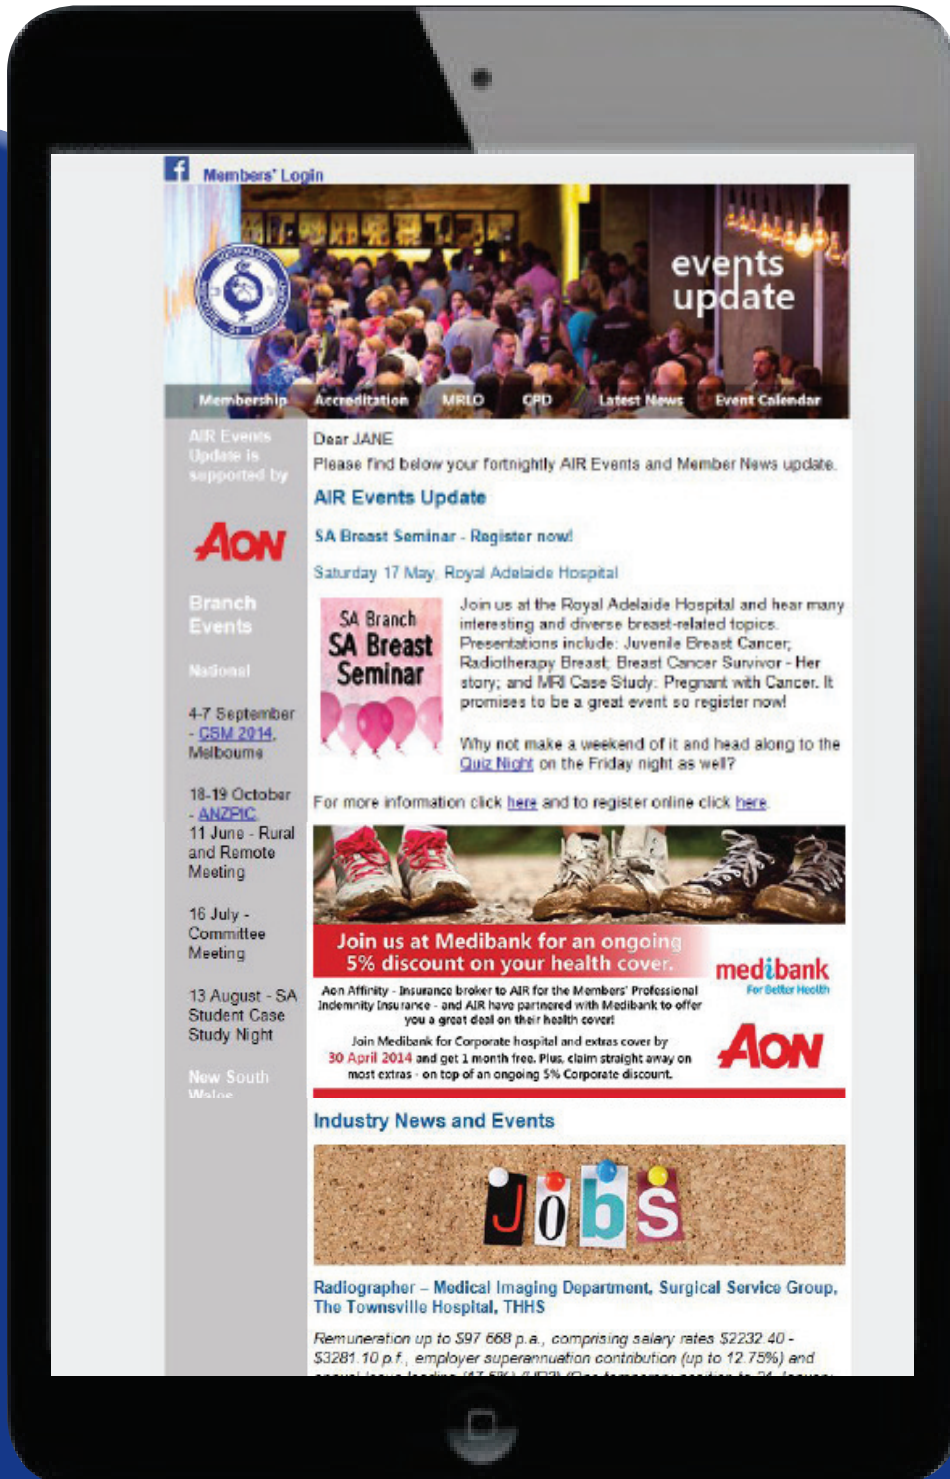 f Members' Login
AUSTRALIAN
INSTITUTE OF RADIOGRAPHY
events
update
Membership Accreditation MRLO CPD Latest News Event Calendar
AIR Events
Update is
supported by
AON
Branch
Events
National
4-7 September
- CSM 2014,
Melbourne
18-19 October
- ANZPIC,
11 June - Rural
and Remote
Meeting
16 July -
Committee
Meeting
13 August - SA
Student Case
Study Night
New South
Wales
Dear JANE
Please find below your fortnightly AIR Events and Member News update.
AIR Events Update
SA Breast Seminar - Register now!
Saturday 17 May, Royal Adelaide Hospital
SA Branch
SA Breast
Seminar
Join us at the Royal Adelaide Hospital and hear many
interesting and diverse breast-related topics.
Presentations include: Juvenile Breast Cancer;
Radiotherapy Breast; Breast Cancer Survivor - Her
story; and MRI Case Study: Pregnant with Cancer. It
promises to be a great event so register now!
Why not make a weekend of it and head along to the
Quiz Night on the Friday night as well?
For more information click here and to register online click here.
Join us at Medibank for an ongoing
5% discount on your health cover.
Aon Affinity - Insurance broker to AIR for the Members' Professional
Indemnity Insurance - and AIR have partnered with Medibank to offer
you a great deal on their health cover!
Join Medibank for Corporate hospital and extras cover by
30 April 2014 and get 1 month free. Plus, claim straight away on
most extras - on top of an ongoing 5% Corporate discount.
medibank
For Better Health
AON
Industry News and Events
Jobs
Radiographer – Medical Imaging Department, Surgical Service Group,
The Townsville Hospital, THHS
Remuneration up to $97 668 p.a., comprising salary rates $2232.40 -
$3281.10 p.f., employer superannuation contribution (up to 12.75%) and